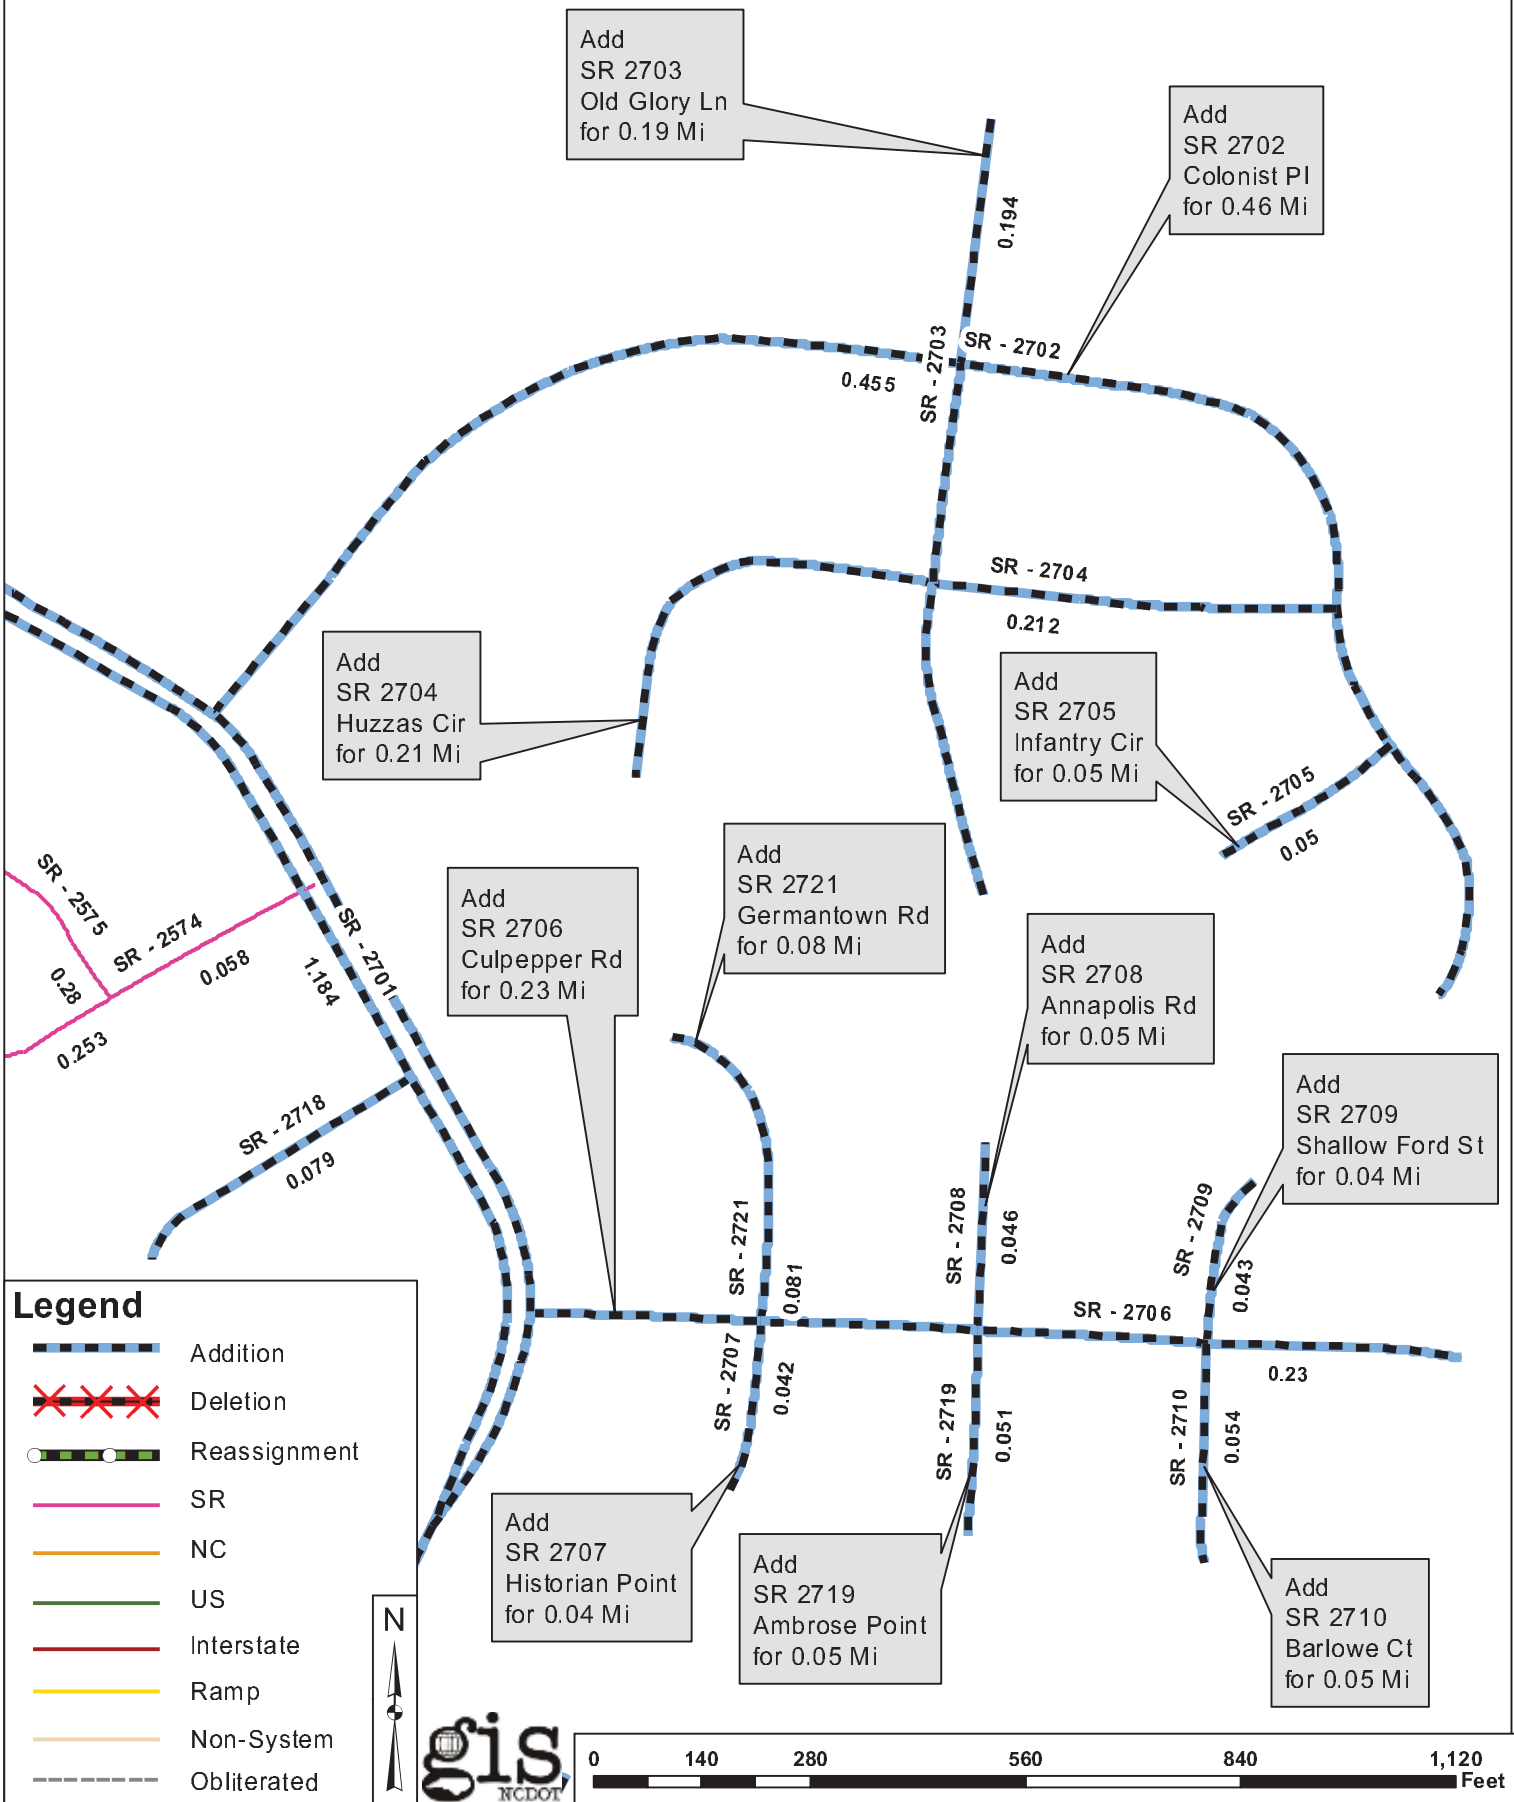 Add
SR 2703
Old Glory Ln
for 0.19 Mi
Add
SR 2702
Colonist Pl
for 0.46 Mi
0.194
SR - 2703
SR - 2702
0.455
SR - 2704
0.212
Add
SR 2704
Huzzas Cir
for 0.21 Mi
Add
SR 2705
Infantry Cir
for 0.05 Mi
SR - 2705
0.05
Add
SR 2721
Germantown Rd
for 0.08 Mi
Add
SR 2706
Culpepper Rd
for 0.23 Mi
Add
SR 2708
Annapolis Rd
for 0.05 Mi
SR - 2575
SR - 2574
0.28
0.058
0.253
SR - 2701
1.184
SR - 2718
0.079
Add
SR 2709
Shallow Ford St
for 0.04 Mi
SR - 2721
0.081
SR - 2708
0.046
SR - 2709
0.043
SR - 2706
0.23
SR - 2707
0.042
SR - 2719
0.051
SR - 2710
0.054
Add
SR 2707
Historian Point
for 0.04 Mi
Add
SR 2719
Ambrose Point
for 0.05 Mi
Add
SR 2710
Barlowe Ct
for 0.05 Mi
Legend
Addition
Deletion
Reassignment
SR
NC
US
Interstate
Ramp
Non-System
Obliterated
N
gis
NCDOT
0 140 280 560 840 1,120
Feet